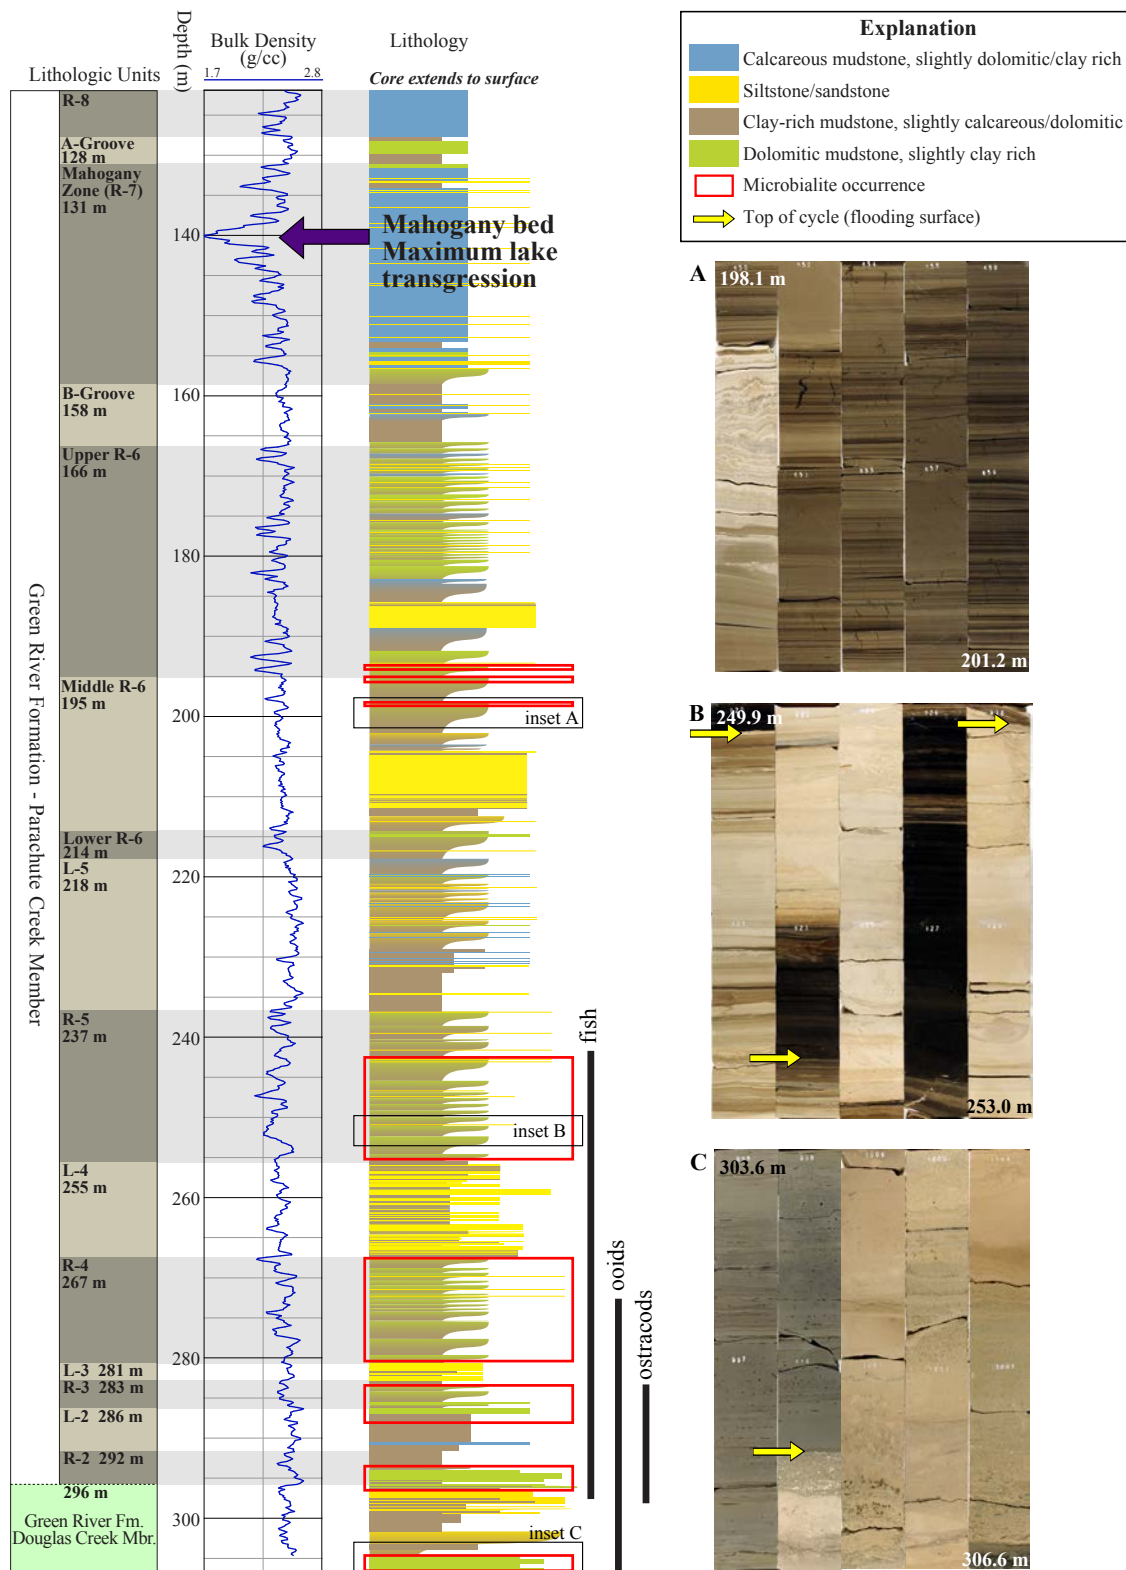 Lithologic Units
Depth (m)
Bulk Density
(g/cc)
1.7
2.8
Lithology
Core extends to surface
R-8
A-Groove
128 m
Mahogany
Zone (R-7)
131 m
B-Groove
158 m
Upper R-6
166 m
Middle R-6
195 m
Lower R-6
214 m
L-5
218 m
R-5
237 m
L-4
255 m
R-4
267 m
L-3 281 m
R-3 283 m
L-2 286 m
R-2 292 m
296 m
Green River Fm.
Douglas Creek Mbr.
Green River Formation - Parachute Creek Member
140
160
180
200
220
240
260
280
300
Mahogany bed
Maximum lake
transgression
inset A
inset B
inset C
fish
ooids
ostracods
Explanation
Calcareous mudstone, slightly dolomitic/clay rich
Siltstone/sandstone
Clay-rich mudstone, slightly calcareous/dolomitic
Dolomitic mudstone, slightly clay rich
Microbialite occurrence
Top of cycle (flooding surface)
A
198.1 m
201.2 m
B
249.9 m
253.0 m
C
303.6 m
306.6 m